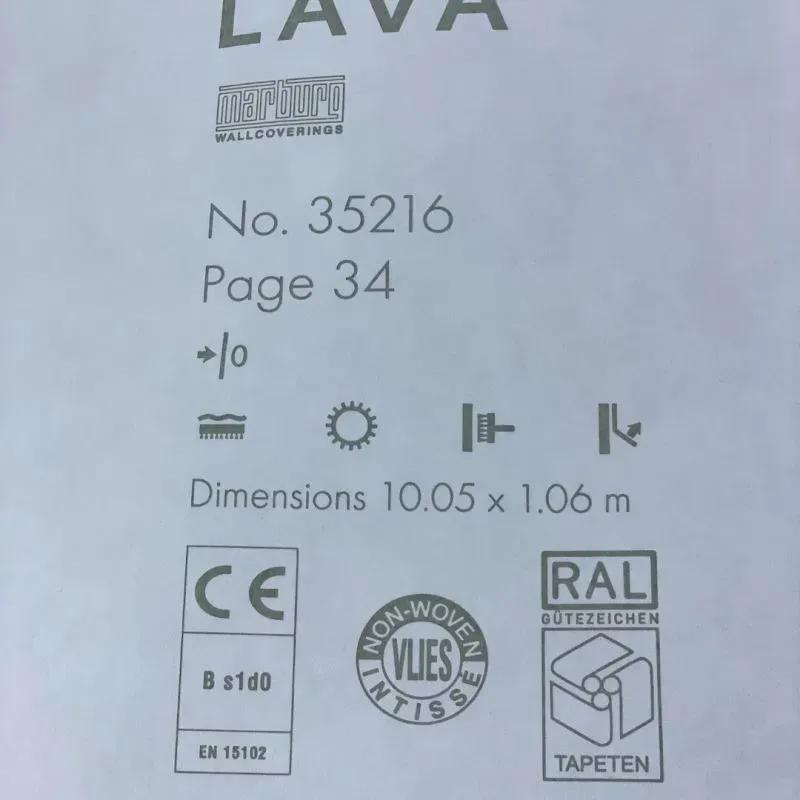 LAVA
marburg
WALLCOVERINGS
No. 35216
Page 34
0
Dimensions 10.05 x 1.06 m
CE
B s1d0
EN 15102
NON-WOVEN
VLIES
INTISSÉ
RAL
GÜTEZEICHEN
TAPETEN